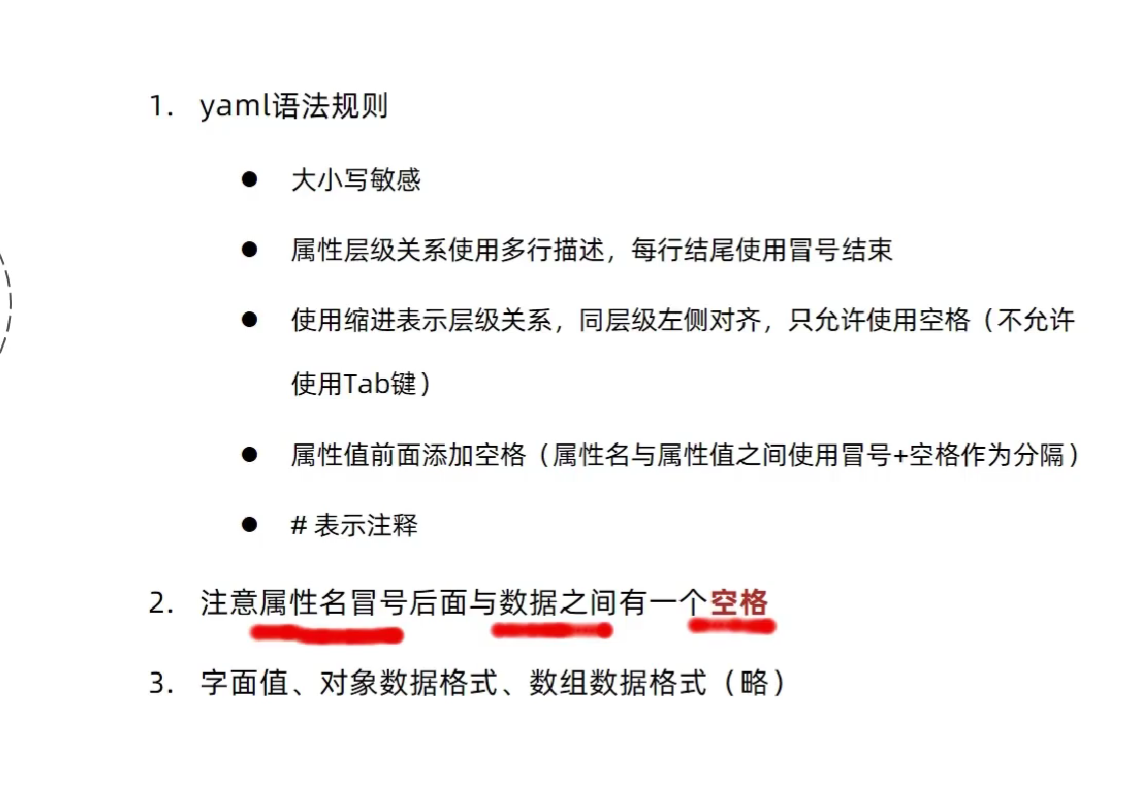 1. yaml语法规则
● 大小写敏感
● 属性层级关系使用多行描述，每行结尾使用冒号结束
● 使用缩进表示层级关系，同层级左侧对齐，只允许使用空格（不允许
使用Tab键）
● 属性值前面添加空格（属性名与属性值之间使用冒号+空格作为分隔）
● # 表示注释
2. 注意属性名冒号后面与数据之间有一个空格
3. 字面值、对象数据格式、数组数据格式（略）